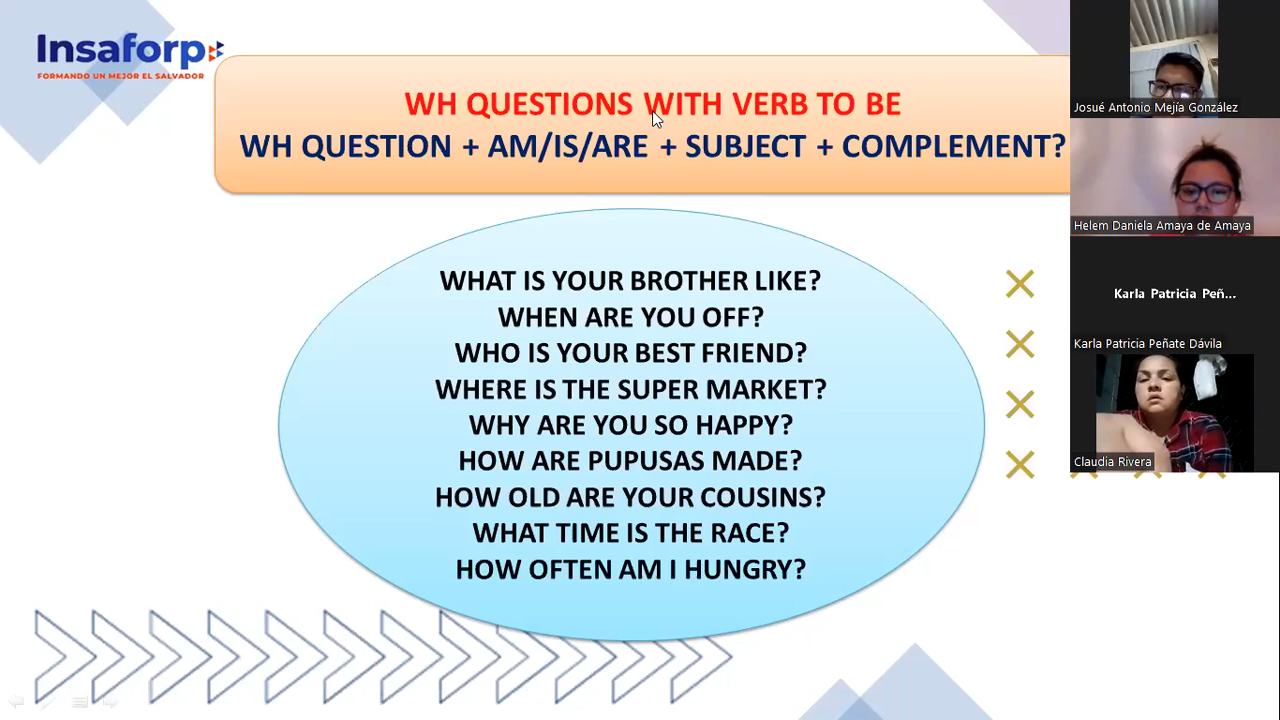 Insaforp
FORMANDO UN MEJOR EL SALVADOR
WH QUESTIONS WITH VERB TO BE
WH QUESTION + AM/IS/ARE + SUBJECT + COMPLEMENT?
WHAT IS YOUR BROTHER LIKE?
WHEN ARE YOU OFF?
WHO IS YOUR BEST FRIEND?
WHERE IS THE SUPER MARKET?
WHY ARE YOU SO HAPPY?
HOW ARE PUPUSAS MADE?
HOW OLD ARE YOUR COUSINS?
WHAT TIME IS THE RACE?
HOW OFTEN AM I HUNGRY?
Josué Antonio Mejía González
Helem Daniela Amaya de Amaya
Karla Patricia Peñ...
Karla Patricia Peñate Dávila
Claudia Rivera